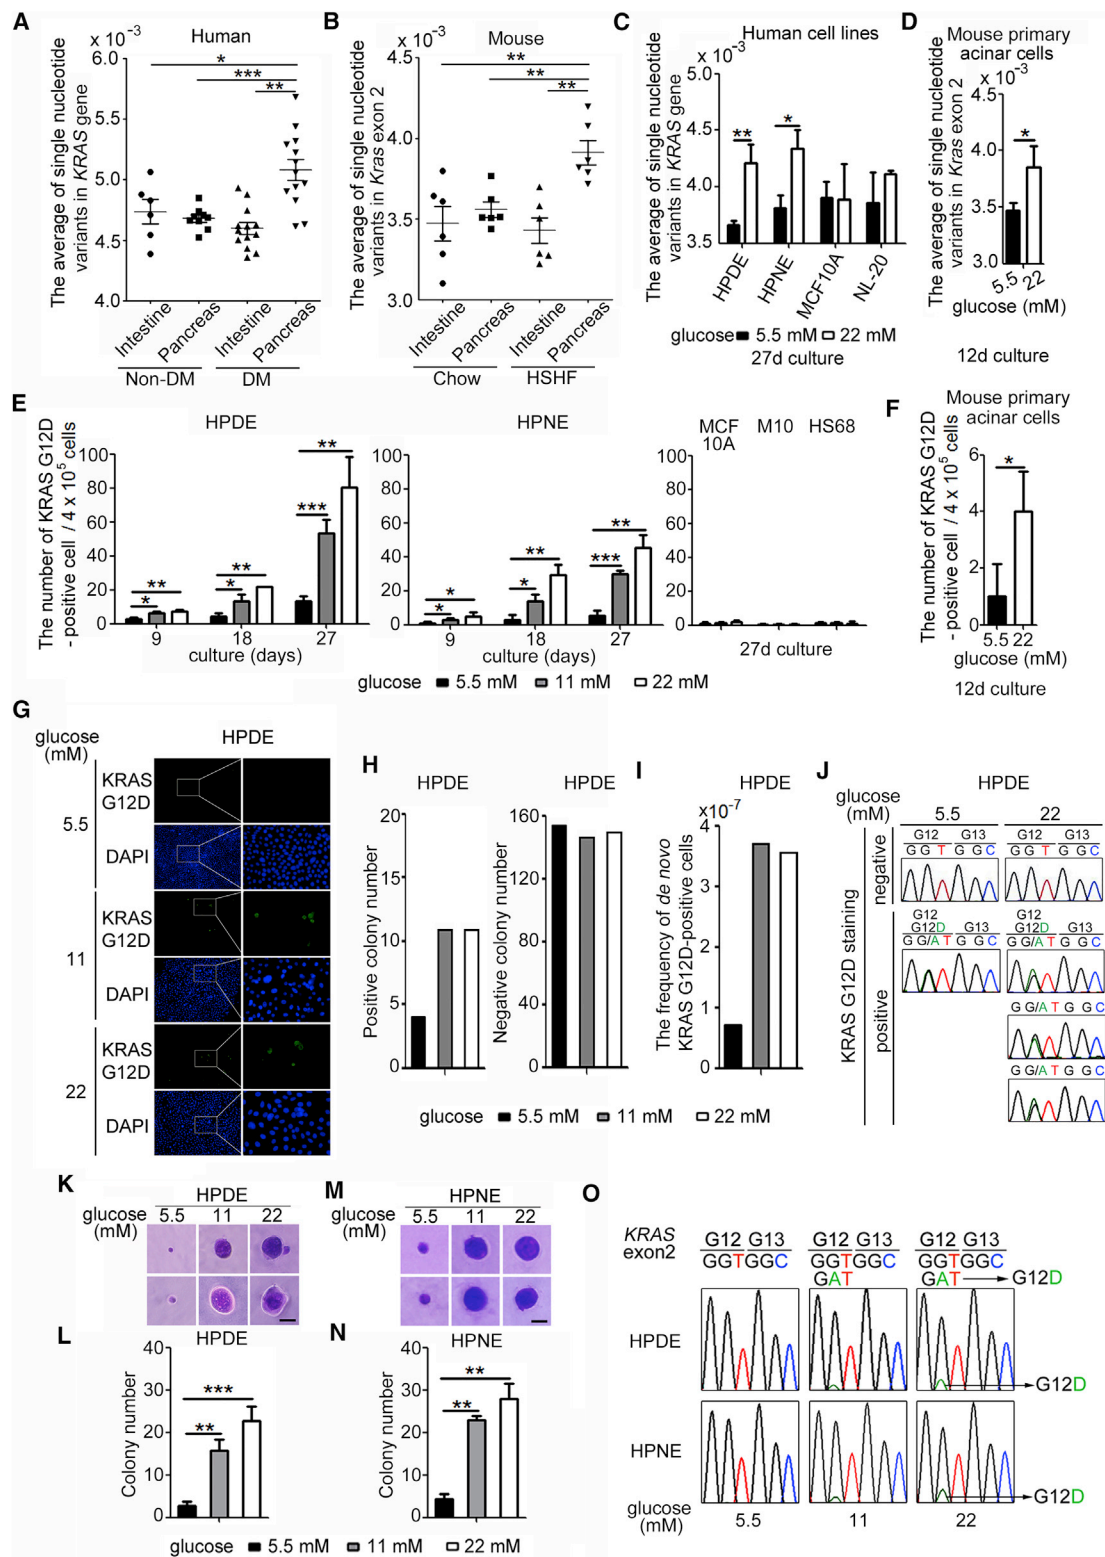 A
Human
x 10⁻³
The average of single nucleotide
variants in KRAS gene
6.0
5.5
5.0
4.5
4.0
*
***
**
Intestine
Pancreas
Intestine
Pancreas
Non-DM
DM
B
Mouse
x 10⁻³
The average of single nucleotide
variants in Kras exon 2
4.5
4.0
3.5
3.0
**
**
**
Intestine
Pancreas
Intestine
Pancreas
Chow
HSHF
C
Human cell lines
x 10⁻³
The average of single nucleotide
variants in KRAS gene
5.0
4.5
4.0
3.5
**
*
HPDE
HPNE
MCF10A
NL-20
glucose 5.5 mM 22 mM
27d culture
D
Mouse primary
acinar cells
x 10⁻³
The average of single nucleotide
variants in Kras exon 2
4.5
4.0
3.5
3.0
*
5.5
22
glucose (mM)
12d culture
E
HPDE
The number of KRAS G12D
- positive cell / 4 x 10⁵ cells
100
80
60
40
20
0
* **
* **
*** **
9 18 27
culture (days)
HPNE
100
80
60
40
20
0
* *
* **
*** **
9 18 27
culture (days)
MCF
10A
M10
HS68
100
80
60
40
20
0
27d culture
glucose 5.5 mM 11 mM 22 mM
F
Mouse primary
acinar cells
The number of KRAS G12D
- positive cell / 4 x 10⁵ cells
6
4
2
0
*
5.5
22
glucose (mM)
12d culture
G
glucose
(mM)
HPDE
5.5
KRAS
G12D
DAPI
11
KRAS
G12D
DAPI
22
KRAS
G12D
DAPI
H
HPDE
Positive colony number
20
15
10
5
0
HPDE
Negative colony number
160
120
80
40
0
I
HPDE
x10⁻⁷
The frequency of de novo
KRAS G12D-positive cells
4
3
2
1
0
glucose 5.5 mM 11 mM 22 mM
J
HPDE
glucose
(mM)
5.5 22
KRAS G12D staining
negative
positive
G12 G13 G12 G13
G G T G G C G G T G G C
G12 G12
G12D G13 G12D G13
G G/A T G G C G G/A T G G C
G G/A T G G C
G G/A T G G C
K
HPDE
glucose
(mM)
5.5 11 22
M
HPNE
glucose
(mM)
5.5 11 22
L
HPDE
Colony number
40
30
20
10
0
**
***
N
HPNE
Colony number
40
30
20
10
0
**
**
glucose 5.5 mM 11 mM 22 mM
O
KRAS
exon2
G12 G13 G12 G13 G12 G13
GGTGGC GGTGGC GGTGGC
GAT GAT G12D
HPDE
G12D
HPNE
G12D
glucose
(mM)
5.5 11 22